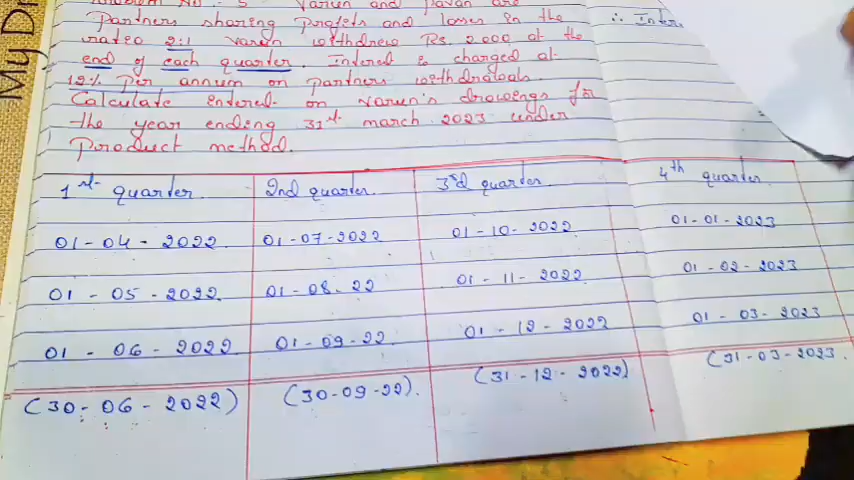 My
Problem No : 5 Varun and Pavan are
Partners sharing Profits and losses in the
ratio 2:1 Varun withdrew Rs. 2000 at the
end of each quarter. Interest is charged at
12% Per annum on Partners withdrawals.
Calculate interest on Varun's drawings for
the year ending 31st march 2023 under
Product method.
∴ Inter
1st quarter 2nd quarter 3rd quarter 4th quarter
01-04-2022 01-07-2022 01-10-2022 01-01-2023
01-05-2022 01-08-22 01-11-2022 01-02-2023
01-06-2022 01-09-22 01-12-2022 01-03-2023
(30-06-2022) (30-09-22). (31-12-2022) (31-03-2023.